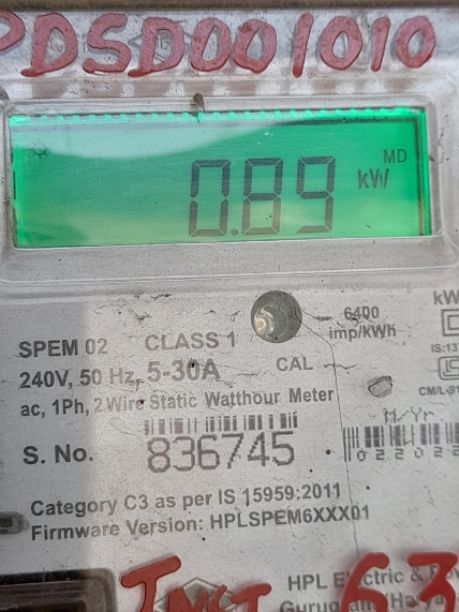 PDSD001010
MD
0.89 kW
kW
6400
imp/kWh
SPEM 02 CLASS 1
240V, 50 Hz, 5-30A
CAL
ac, 1Ph, 2 Wire Static Watthour Meter
M/Yr
S. No. 836745
022022
Category C3 as per IS 15959:2011
Firmware Version: HPLSPEM6XXX01
HPL Electric &
63